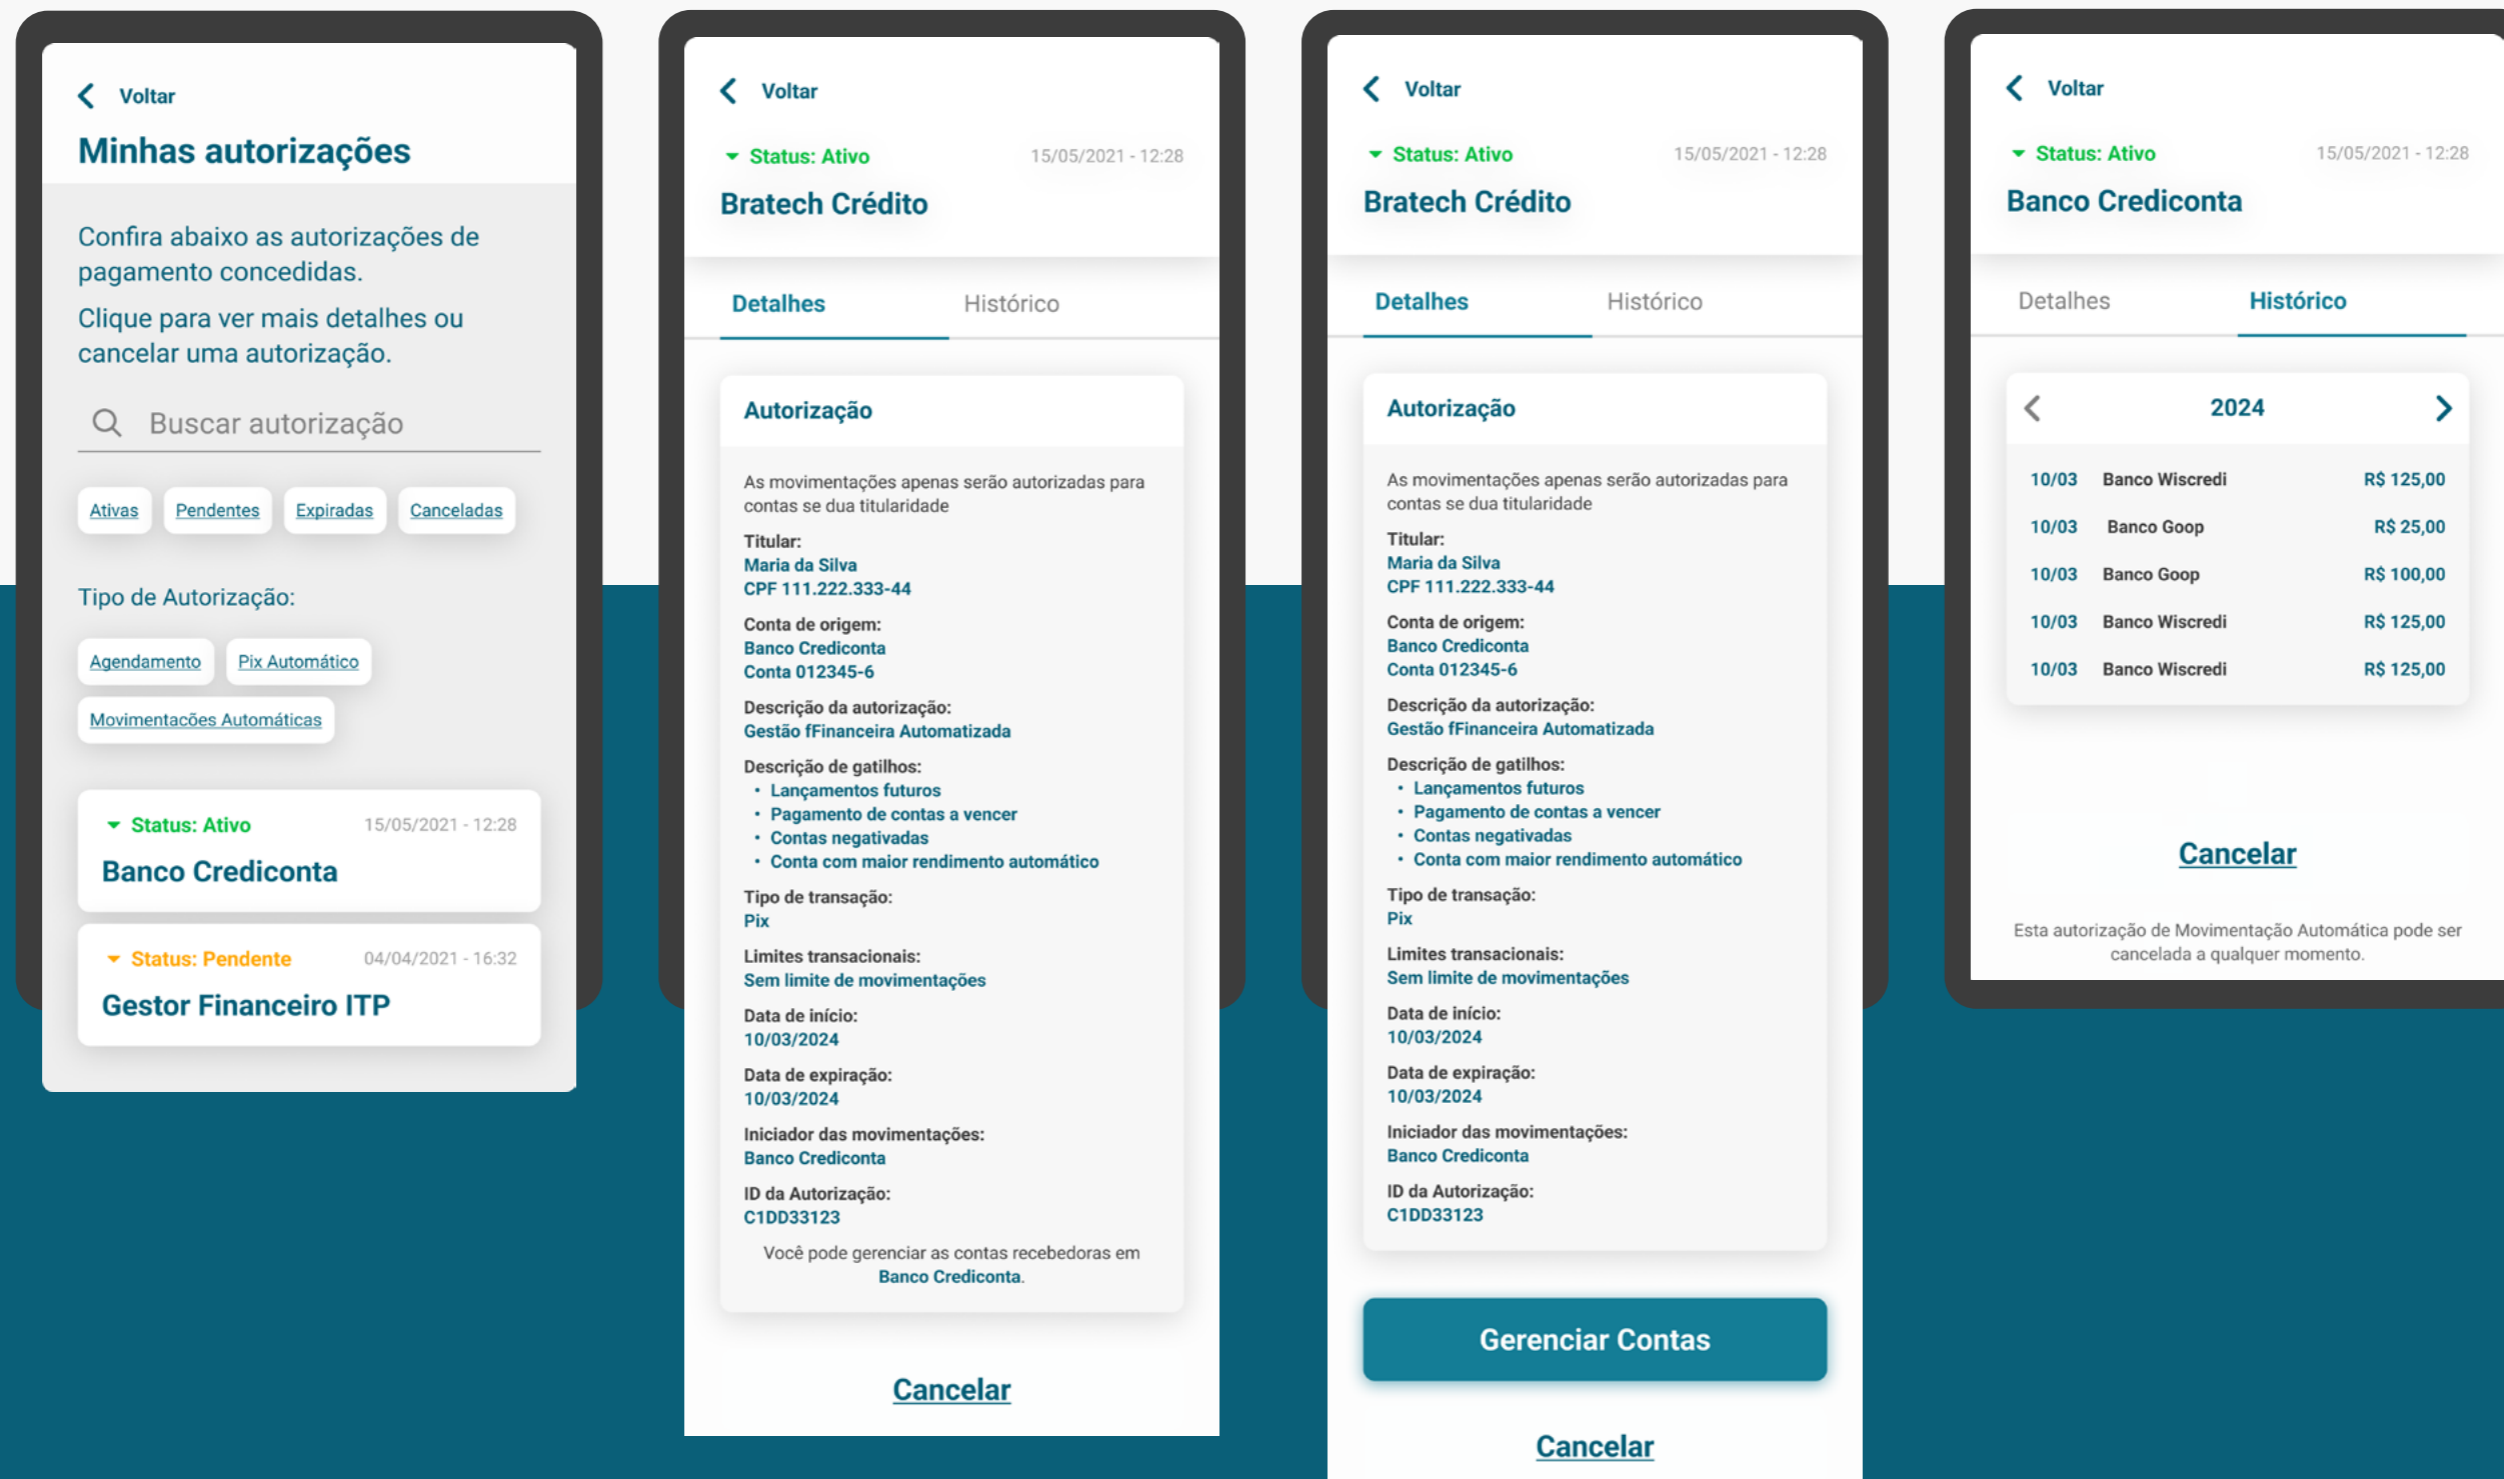 Voltar
Minhas autorizações
Confira abaixo as autorizações de
pagamento concedidas.
Clique para ver mais detalhes ou
cancelar uma autorização.
Buscar autorização
Ativas Pendentes Expiradas Canceladas
Tipo de Autorização:
Agendamento Pix Automático
Movimentacões Automáticas
Status: Ativo 15/05/2021 - 12:28
Banco Crediconta
Status: Pendente 04/04/2021 - 16:32
Gestor Financeiro ITP
Voltar
Status: Ativo 15/05/2021 - 12:28
Bratech Crédito
Detalhes Histórico
Autorização
As movimentações apenas serão autorizadas para
contas se dua titularidade
Titular:
Maria da Silva
CPF 111.222.333-44
Conta de origem:
Banco Crediconta
Conta 012345-6
Descrição da autorização:
Gestão fFinanceira Automatizada
Descrição de gatilhos:
• Lançamentos futuros
• Pagamento de contas a vencer
• Contas negativadas
• Conta com maior rendimento automático
Tipo de transação:
Pix
Limites transacionais:
Sem limite de movimentações
Data de início:
10/03/2024
Data de expiração:
10/03/2024
Iniciador das movimentações:
Banco Crediconta
ID da Autorização:
C1DD33123
Você pode gerenciar as contas recebedoras em
Banco Crediconta.
Cancelar
Voltar
Status: Ativo 15/05/2021 - 12:28
Bratech Crédito
Detalhes Histórico
Autorização
As movimentações apenas serão autorizadas para
contas se dua titularidade
Titular:
Maria da Silva
CPF 111.222.333-44
Conta de origem:
Banco Crediconta
Conta 012345-6
Descrição da autorização:
Gestão fFinanceira Automatizada
Descrição de gatilhos:
• Lançamentos futuros
• Pagamento de contas a vencer
• Contas negativadas
• Conta com maior rendimento automático
Tipo de transação:
Pix
Limites transacionais:
Sem limite de movimentações
Data de início:
10/03/2024
Data de expiração:
10/03/2024
Iniciador das movimentações:
Banco Crediconta
ID da Autorização:
C1DD33123
Gerenciar Contas
Cancelar
Voltar
Status: Ativo 15/05/2021 - 12:28
Banco Crediconta
Detalhes Histórico
2024
10/03 Banco Wiscredi R$ 125,00
10/03 Banco Goop R$ 25,00
10/03 Banco Goop R$ 100,00
10/03 Banco Wiscredi R$ 125,00
10/03 Banco Wiscredi R$ 125,00
Cancelar
Esta autorização de Movimentação Automática pode ser
cancelada a qualquer momento.